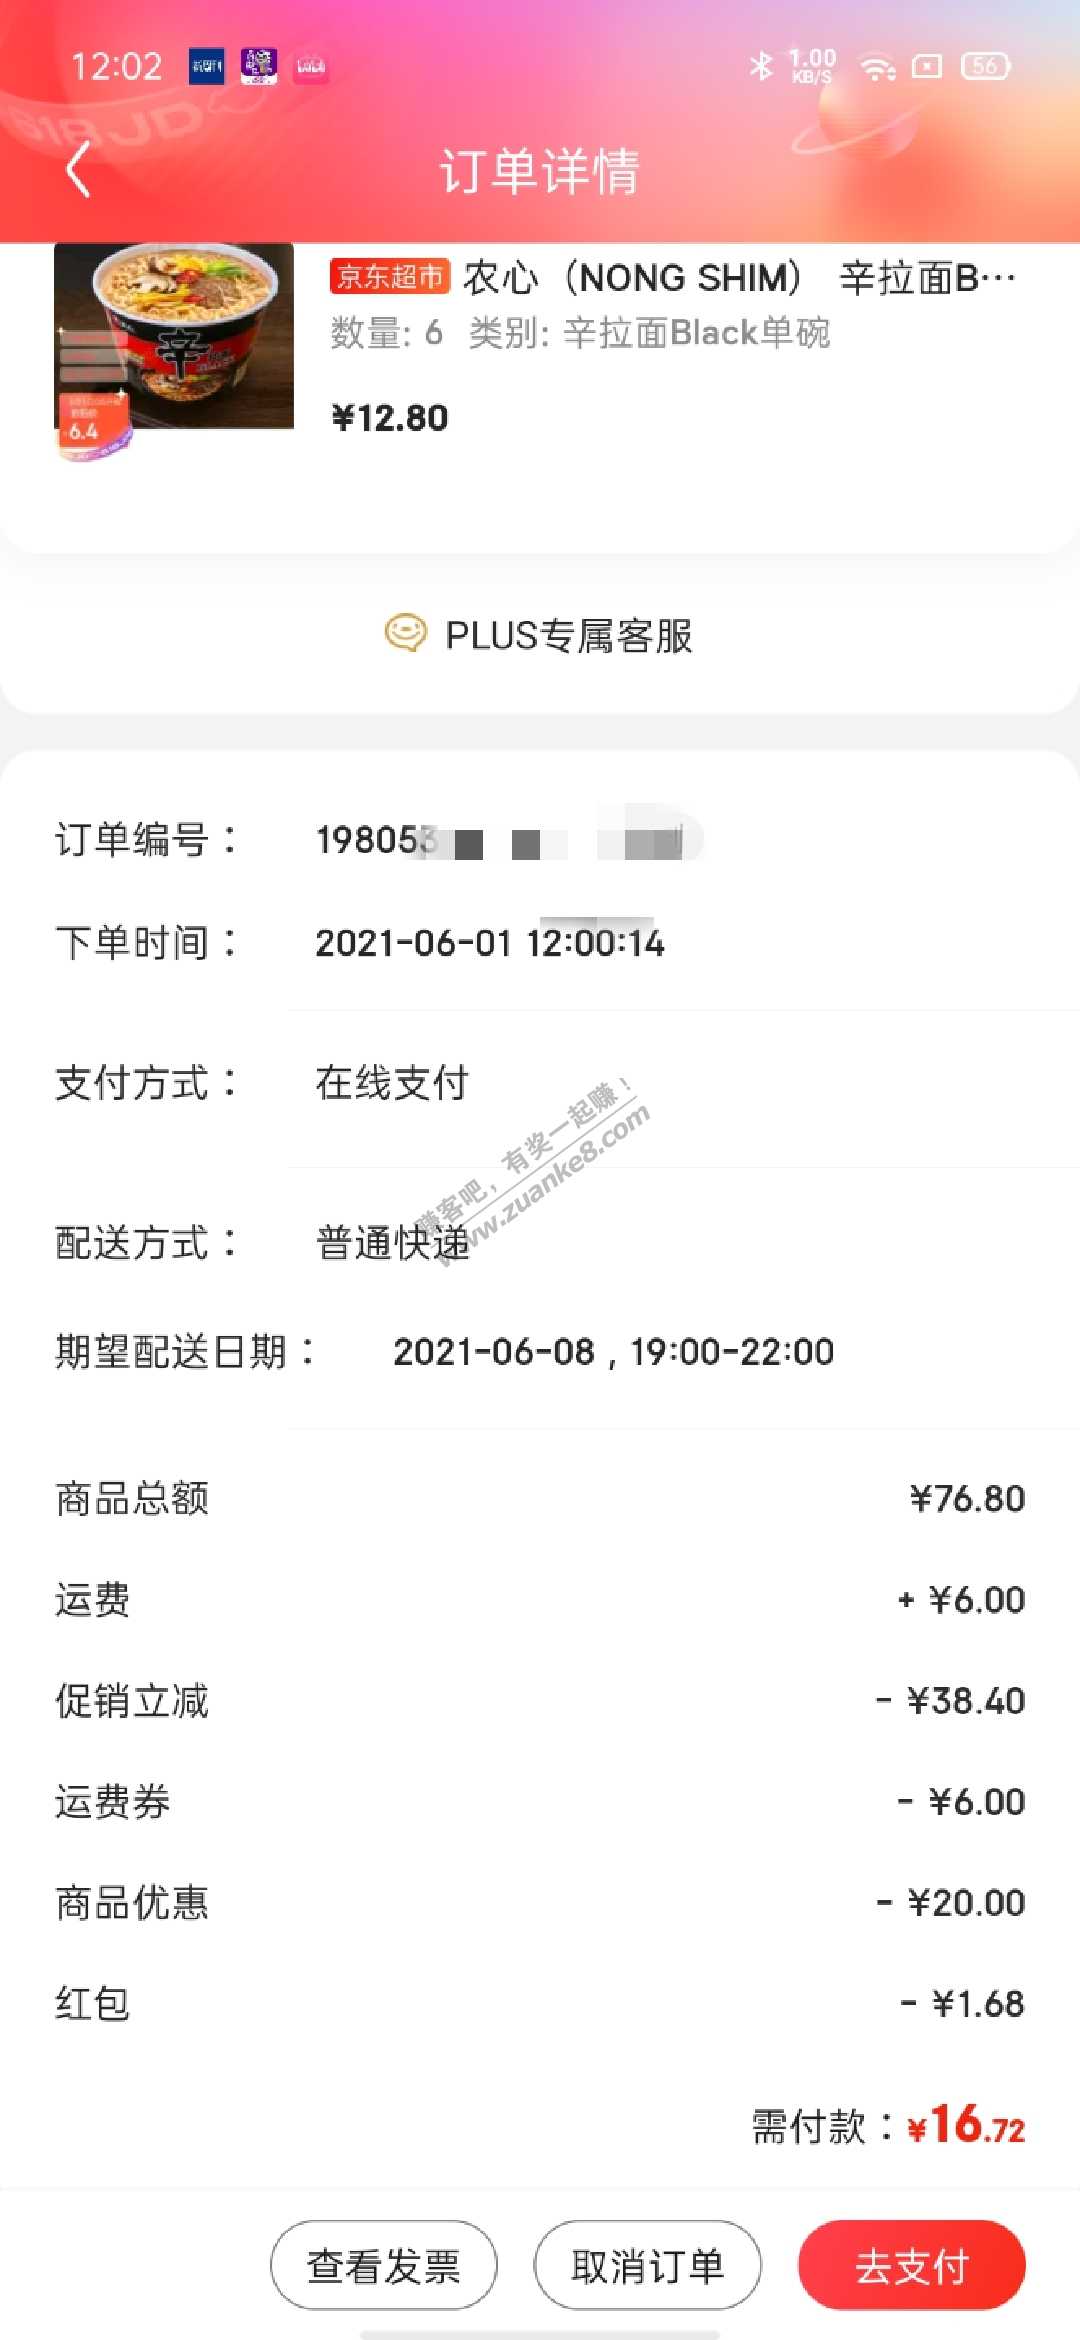 12:02
1.00
KB/S
56
订单详情
京东超市 农心（NONG SHIM） 辛拉面B…
数量: 6 类别: 辛拉面Black单碗
辛
6.4
¥12.80
PLUS专属客服
订单编号： 198053
下单时间： 2021-06-01 12:00:14
支付方式： 在线支付
赚客吧，有奖一起赚！
www.zuanke8.com
配送方式： 普通快递
期望配送日期： 2021-06-08 , 19:00-22:00
商品总额 ¥76.80
运费 + ¥6.00
促销立减 - ¥38.40
运费券 - ¥6.00
商品优惠 - ¥20.00
红包 - ¥1.68
需付款：¥16.72
查看发票 取消订单 去支付